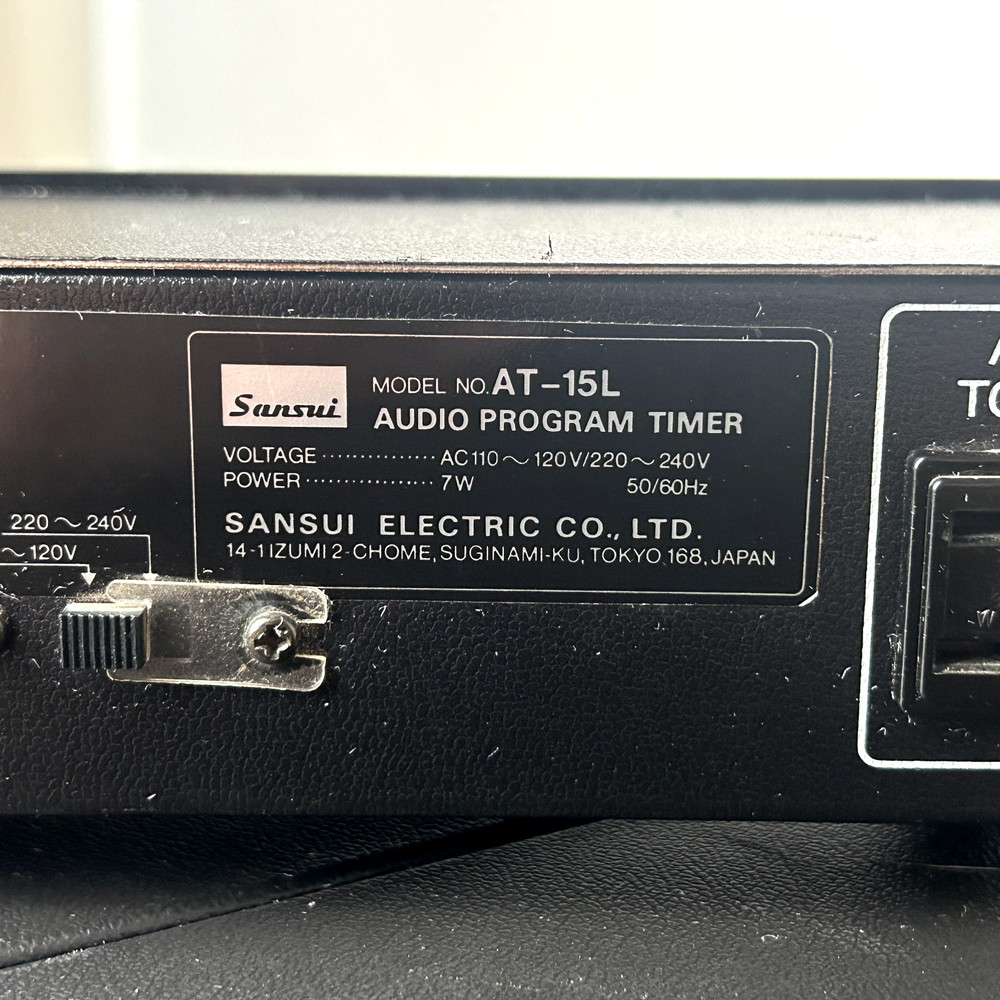 Sansui
MODEL NO. AT-15L
AUDIO PROGRAM TIMER
VOLTAGE ··············· AC110～120V/220～240V
POWER ················· 7W 50/60Hz
SANSUI ELECTRIC CO., LTD.
14-1 IZUMI 2-CHOME, SUGINAMI-KU, TOKYO 168, JAPAN
220～240V
～120V